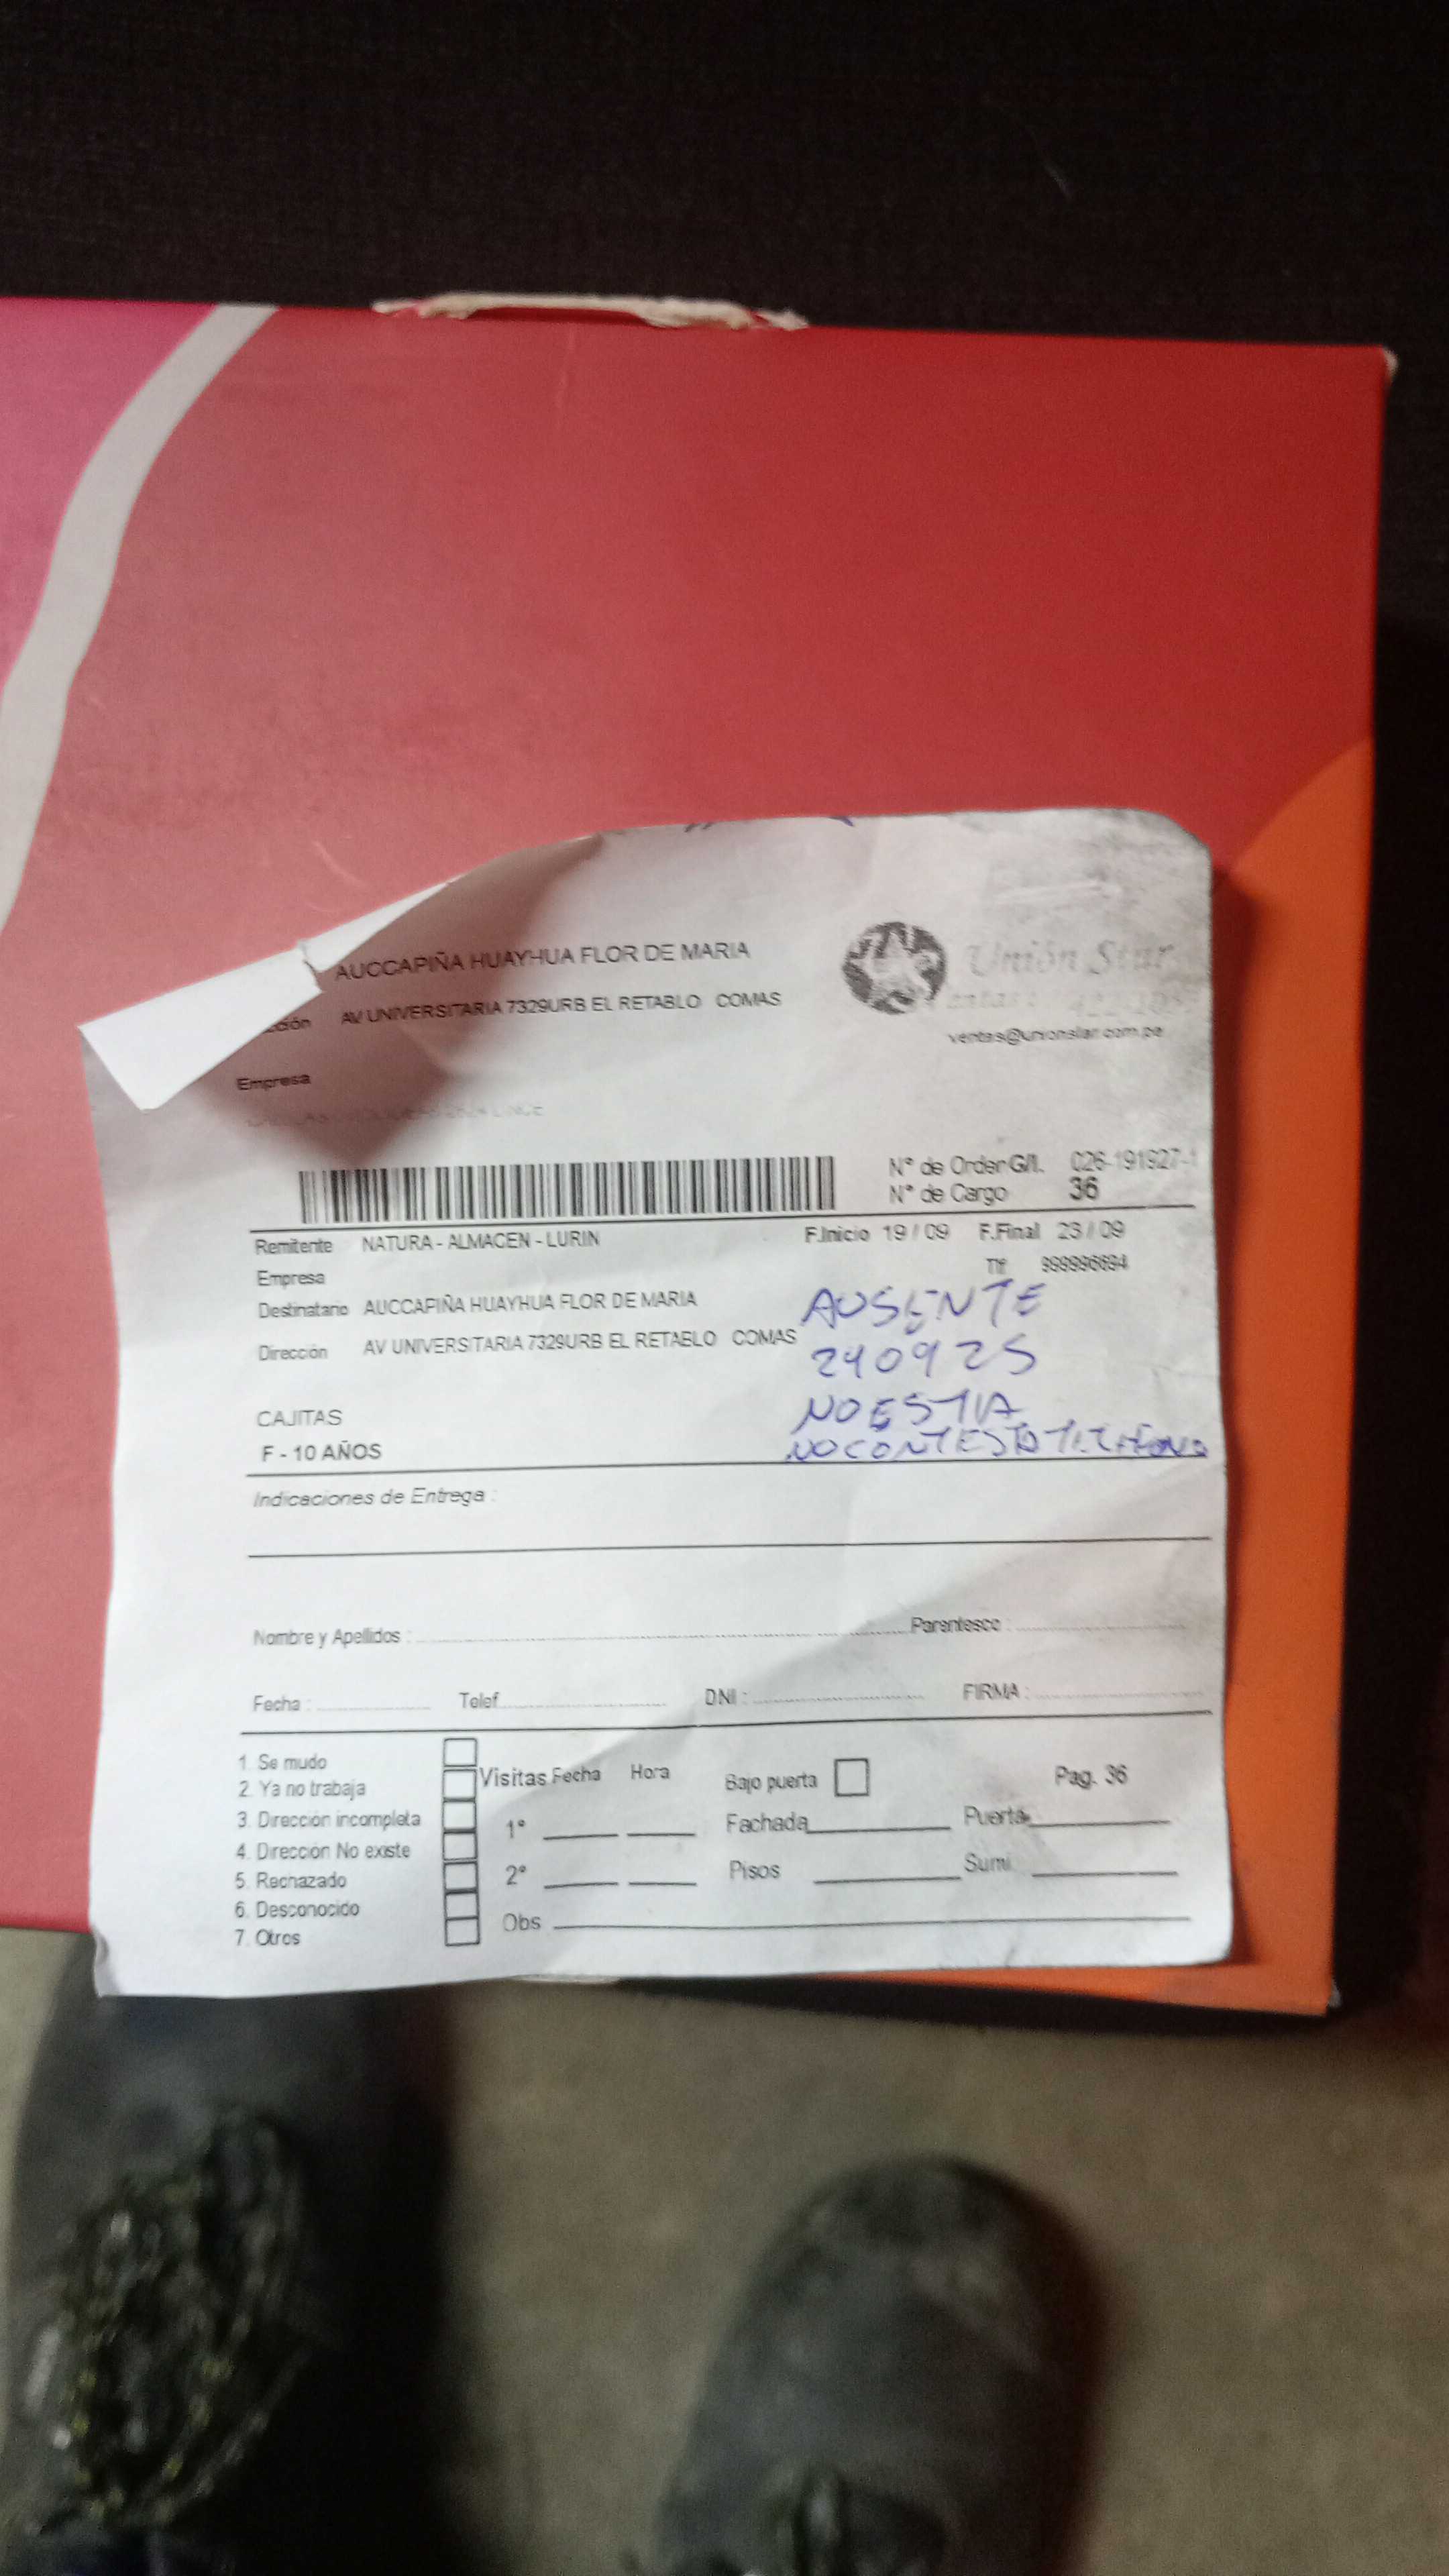 AUCCAPIÑA HUAYHUA FLOR DE MARIA
ción AV UNIVERSITARIA 7329URB EL RETABLO COMAS
Unión Star
ventas@unionstar.com.pe
Empresa
N° de Orden G/I. 026-191927-1
N° de Cargo 36
Remitente NATURA - ALMACEN - LURIN F.Inicio 19 / 09 F.Final 23 / 09
Empresa Tlf 999996694
Destinatario AUCCAPIÑA HUAYHUA FLOR DE MARIA
AUSENTE
Dirección AV UNIVERSITARIA 7329URB EL RETABLO COMAS
240925
CAJITAS
NO ESTA
F - 10 AÑOS
NO CONTESTO TELEFONO
Indicaciones de Entrega :
Nombre y Apellidos : Parentesco :
Fecha : Telef DNI : FIRMA :
1. Se mudo
2. Ya no trabaja
3. Dirección incompleta
4. Dirección No existe
5. Rechazado
6. Desconocido
7. Otros
Visitas Fecha Hora
1°
2°
Obs
Bajo puerta Pag. 36
Fachada Puerta
Pisos Sumi